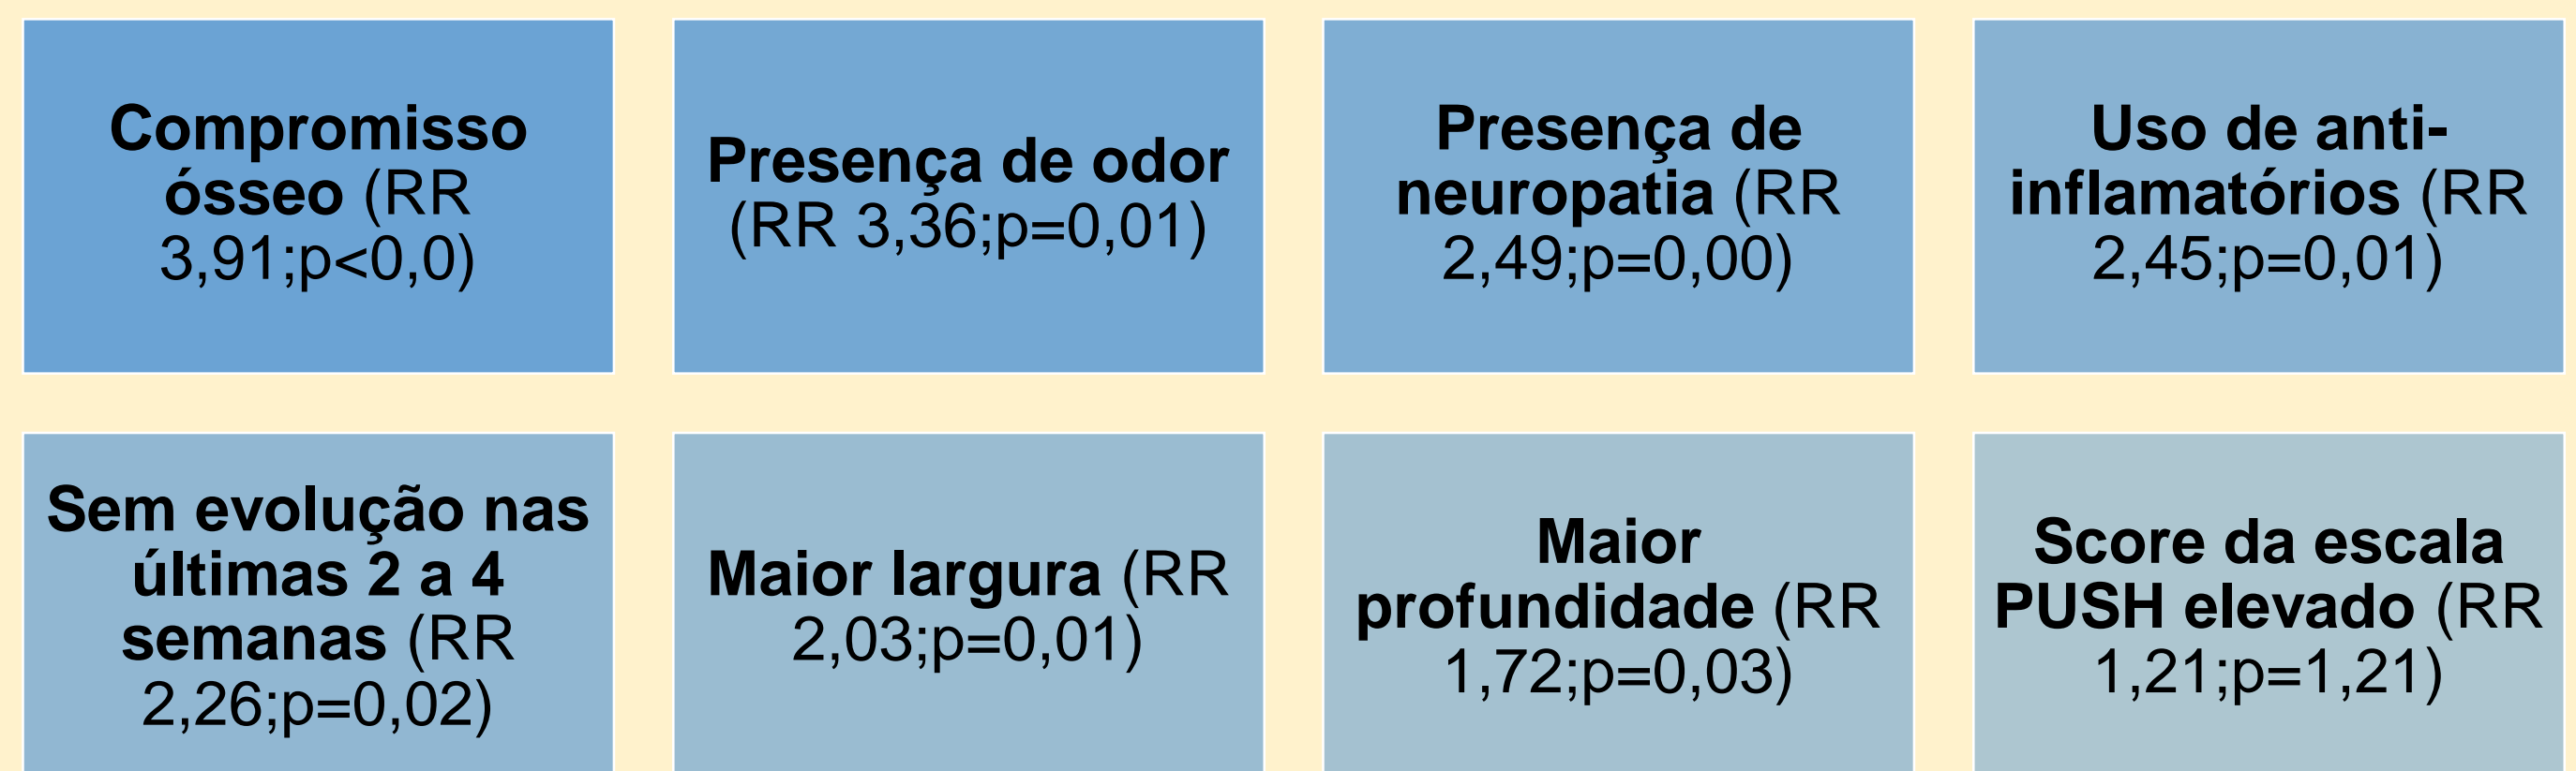 Compromisso
ósseo (RR
3,91;p<0,0)
Presença de odor
(RR 3,36;p=0,01)
Presença de
neuropatia (RR
2,49;p=0,00)
Uso de anti-
inflamatórios (RR
2,45;p=0,01)
Sem evolução nas
últimas 2 a 4
semanas (RR
2,26;p=0,02)
Maior largura (RR
2,03;p=0,01)
Maior
profundidade (RR
1,72;p=0,03)
Score da escala
PUSH elevado (RR
1,21;p=1,21)